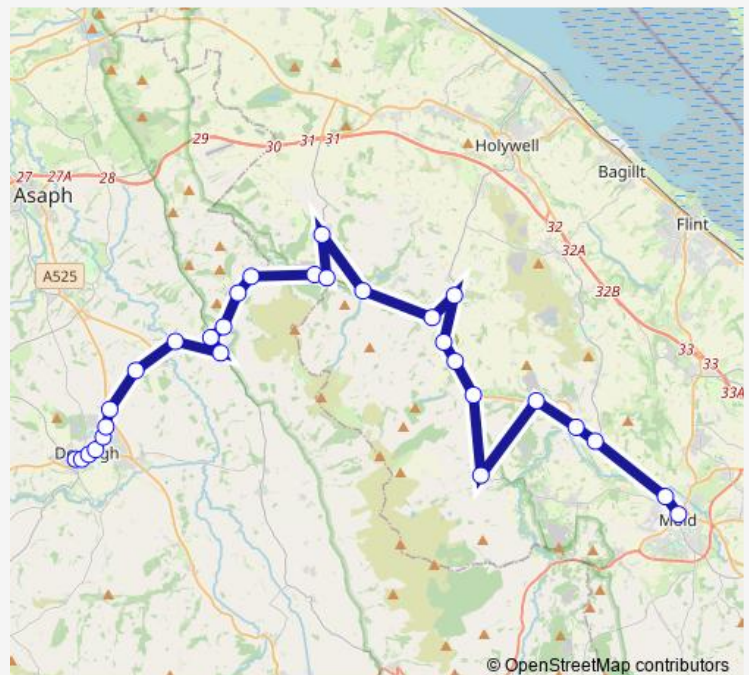 29
30
31
31
Holywell
27
27A
28
Asaph
Bagillt
32
Flint
32A
A525
32B
33
33A
Mold
© OpenStreetMap contributors